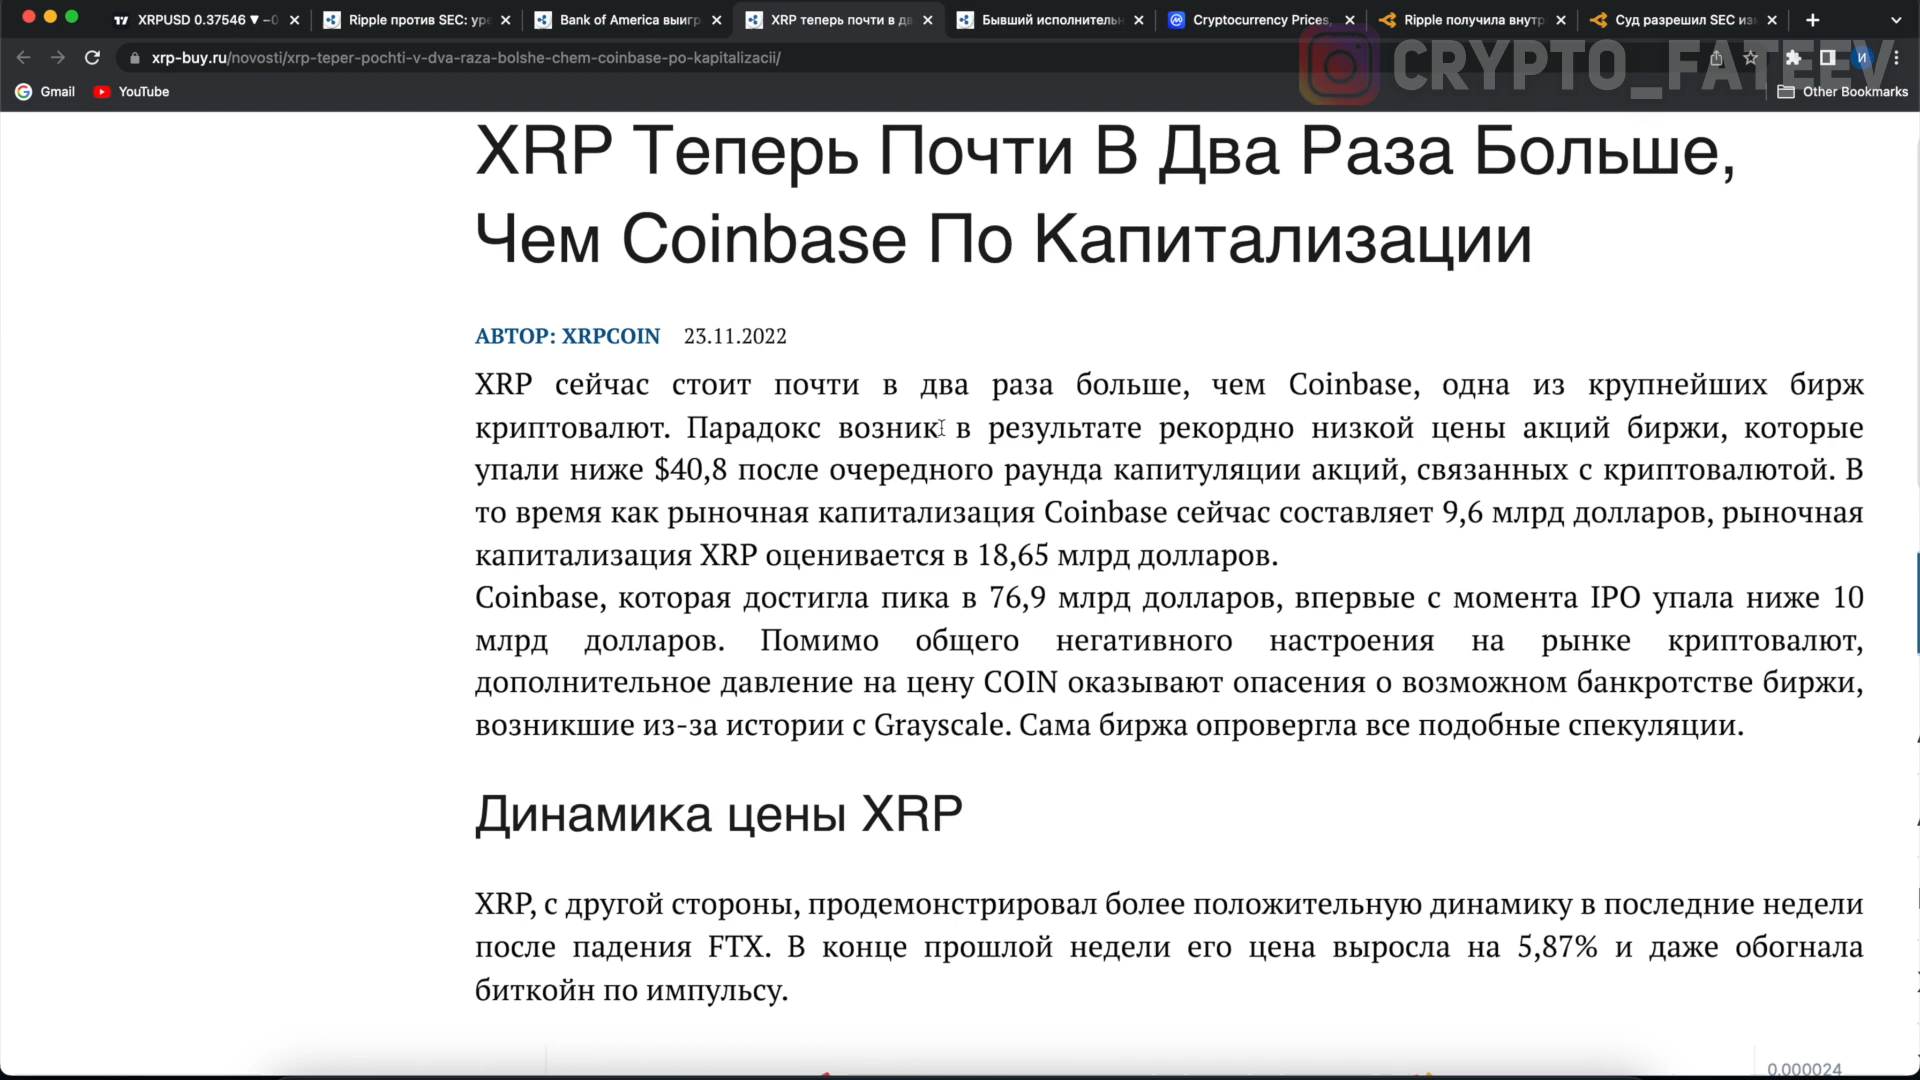 XRPUSD 0.37546 ▼ −0
Ripple против SEC: уре
Bank of America выигр
XRP теперь почти в дв
Бывший исполнительн
Cryptocurrency Prices,
Ripple получила внутр
Суд разрешил SEC из
xrp-buy.ru/novosti/xrp-teper-pochti-v-dva-raza-bolshe-chem-coinbase-po-kapitalizacii/
CRYPTO_FATEEV
Gmail
YouTube
Other Bookmarks
XRP Теперь Почти В Два Раза Больше,
Чем Coinbase По Капитализации
АВТОР: XRPCOIN 23.11.2022
XRP сейчас стоит почти в два раза больше, чем Coinbase, одна из крупнейших бирж
криптовалют. Парадокс возник в результате рекордно низкой цены акций биржи, которые
упали ниже $40,8 после очередного раунда капитуляции акций, связанных с криптовалютой. В
то время как рыночная капитализация Coinbase сейчас составляет 9,6 млрд долларов, рыночная
капитализация XRP оценивается в 18,65 млрд долларов.
Coinbase, которая достигла пика в 76,9 млрд долларов, впервые с момента IPO упала ниже 10
млрд долларов. Помимо общего негативного настроения на рынке криптовалют,
дополнительное давление на цену COIN оказывают опасения о возможном банкротстве биржи,
возникшие из-за истории с Grayscale. Сама биржа опровергла все подобные спекуляции.
Динамика цены XRP
XRP, с другой стороны, продемонстрировал более положительную динамику в последние недели
после падения FTX. В конце прошлой недели его цена выросла на 5,87% и даже обогнала
биткойн по импульсу.
0.000024